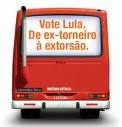 Vote Lula.
De ex-torneiro
à extorsão.